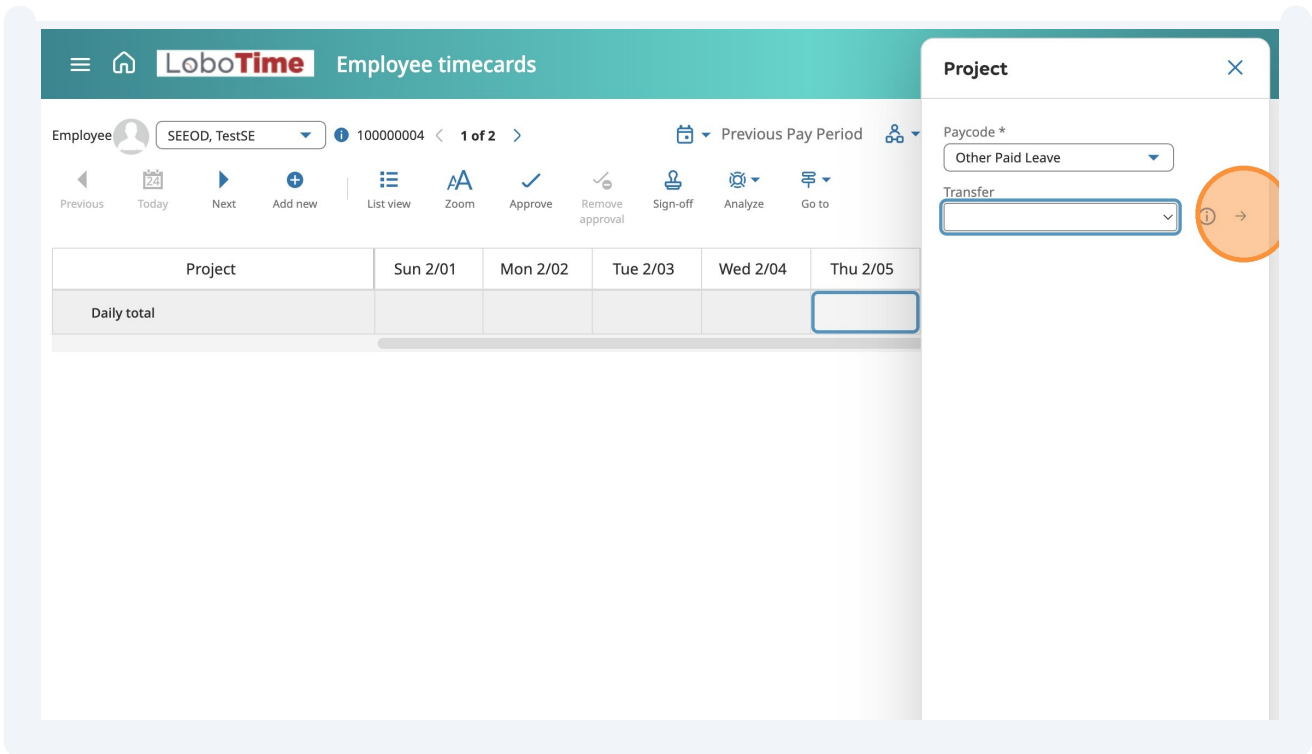 LoboTime Employee timecards
Employee SEEOD, TestSE 100000004 1 of 2 Previous Pay Period
Previous
24
Today
Next
Add new
List view
AA
Zoom
Approve
Remove
approval
Sign-off
Analyze
Go to
Project Sun 2/01 Mon 2/02 Tue 2/03 Wed 2/04 Thu 2/05
Daily total
Project
Paycode *
Other Paid Leave
Transfer